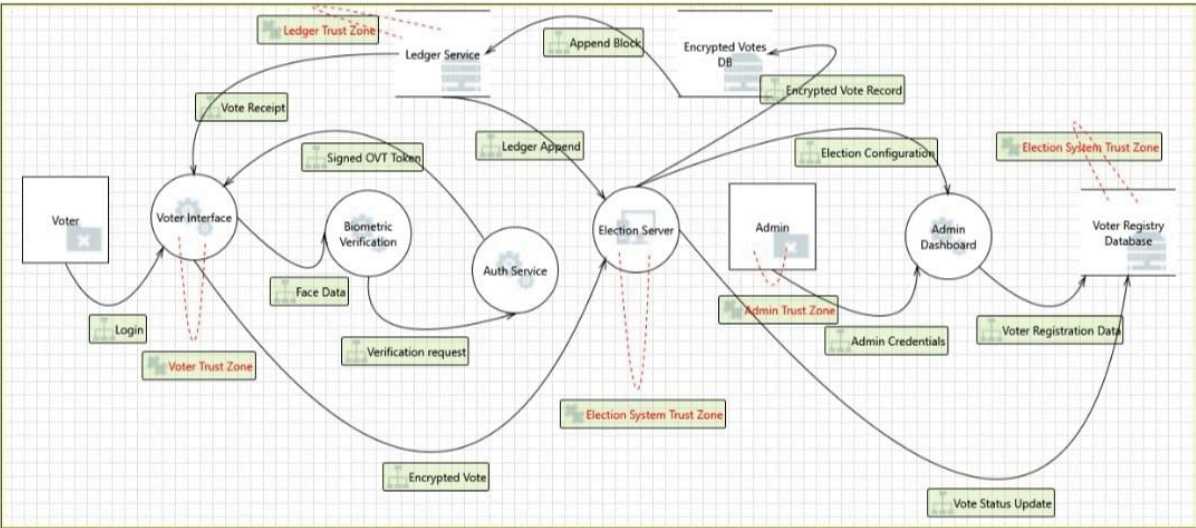 Ledger Trust Zone
Ledger Service
Append Block
Encrypted Votes
DB
Encrypted Vote Record
Vote Receipt
Signed OVT Token
Ledger Append
Election Configuration
Election System Trust Zone
Voter
Voter Interface
Biometric
Verification
Auth Service
Election Server
Admin
Admin
Dashboard
Voter Registry
Database
Face Data
Login
Verification request
Voter Trust Zone
Admin Trust Zone
Admin Credentials
Voter Registration Data
Election System Trust Zone
Encrypted Vote
Vote Status Update